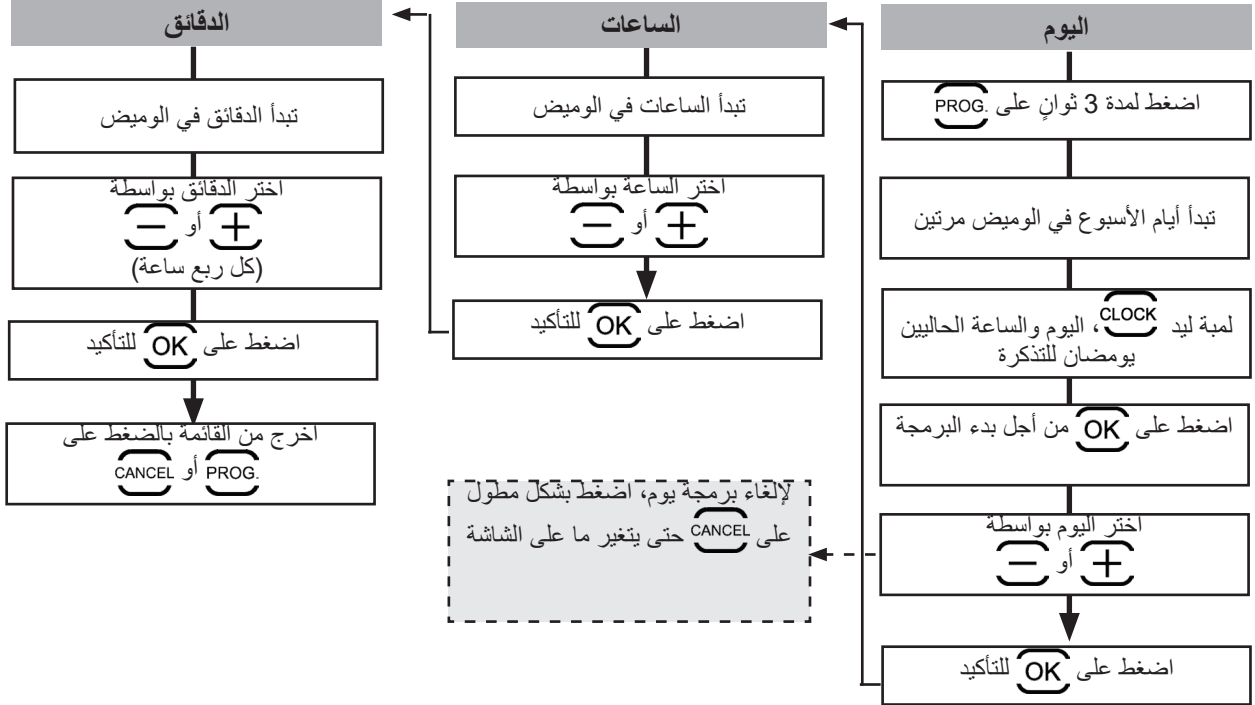 اليوم
اضغط لمدة 3 ثوانٍ على PROG.
تبدأ أيام الأسبوع في الوميض مرتين
لمبة ليد CLOCK، اليوم والساعة الحاليين
يومضان للتذكرة
اضغط على OK من أجل بدء البرمجة
اختر اليوم بواسطة
+ أو −
اضغط على OK للتأكيد
لإلغاء برمجة يوم، اضغط بشكل مطول
على CANCEL حتى يتغير ما على الشاشة
الساعات
تبدأ الساعات في الوميض
اختر الساعة بواسطة
+ أو −
اضغط على OK للتأكيد
الدقائق
تبدأ الدقائق في الوميض
اختر الدقائق بواسطة
+ أو −
(كل ربع ساعة)
اضغط على OK للتأكيد
اخرج من القائمة بالضغط على
PROG. أو CANCEL